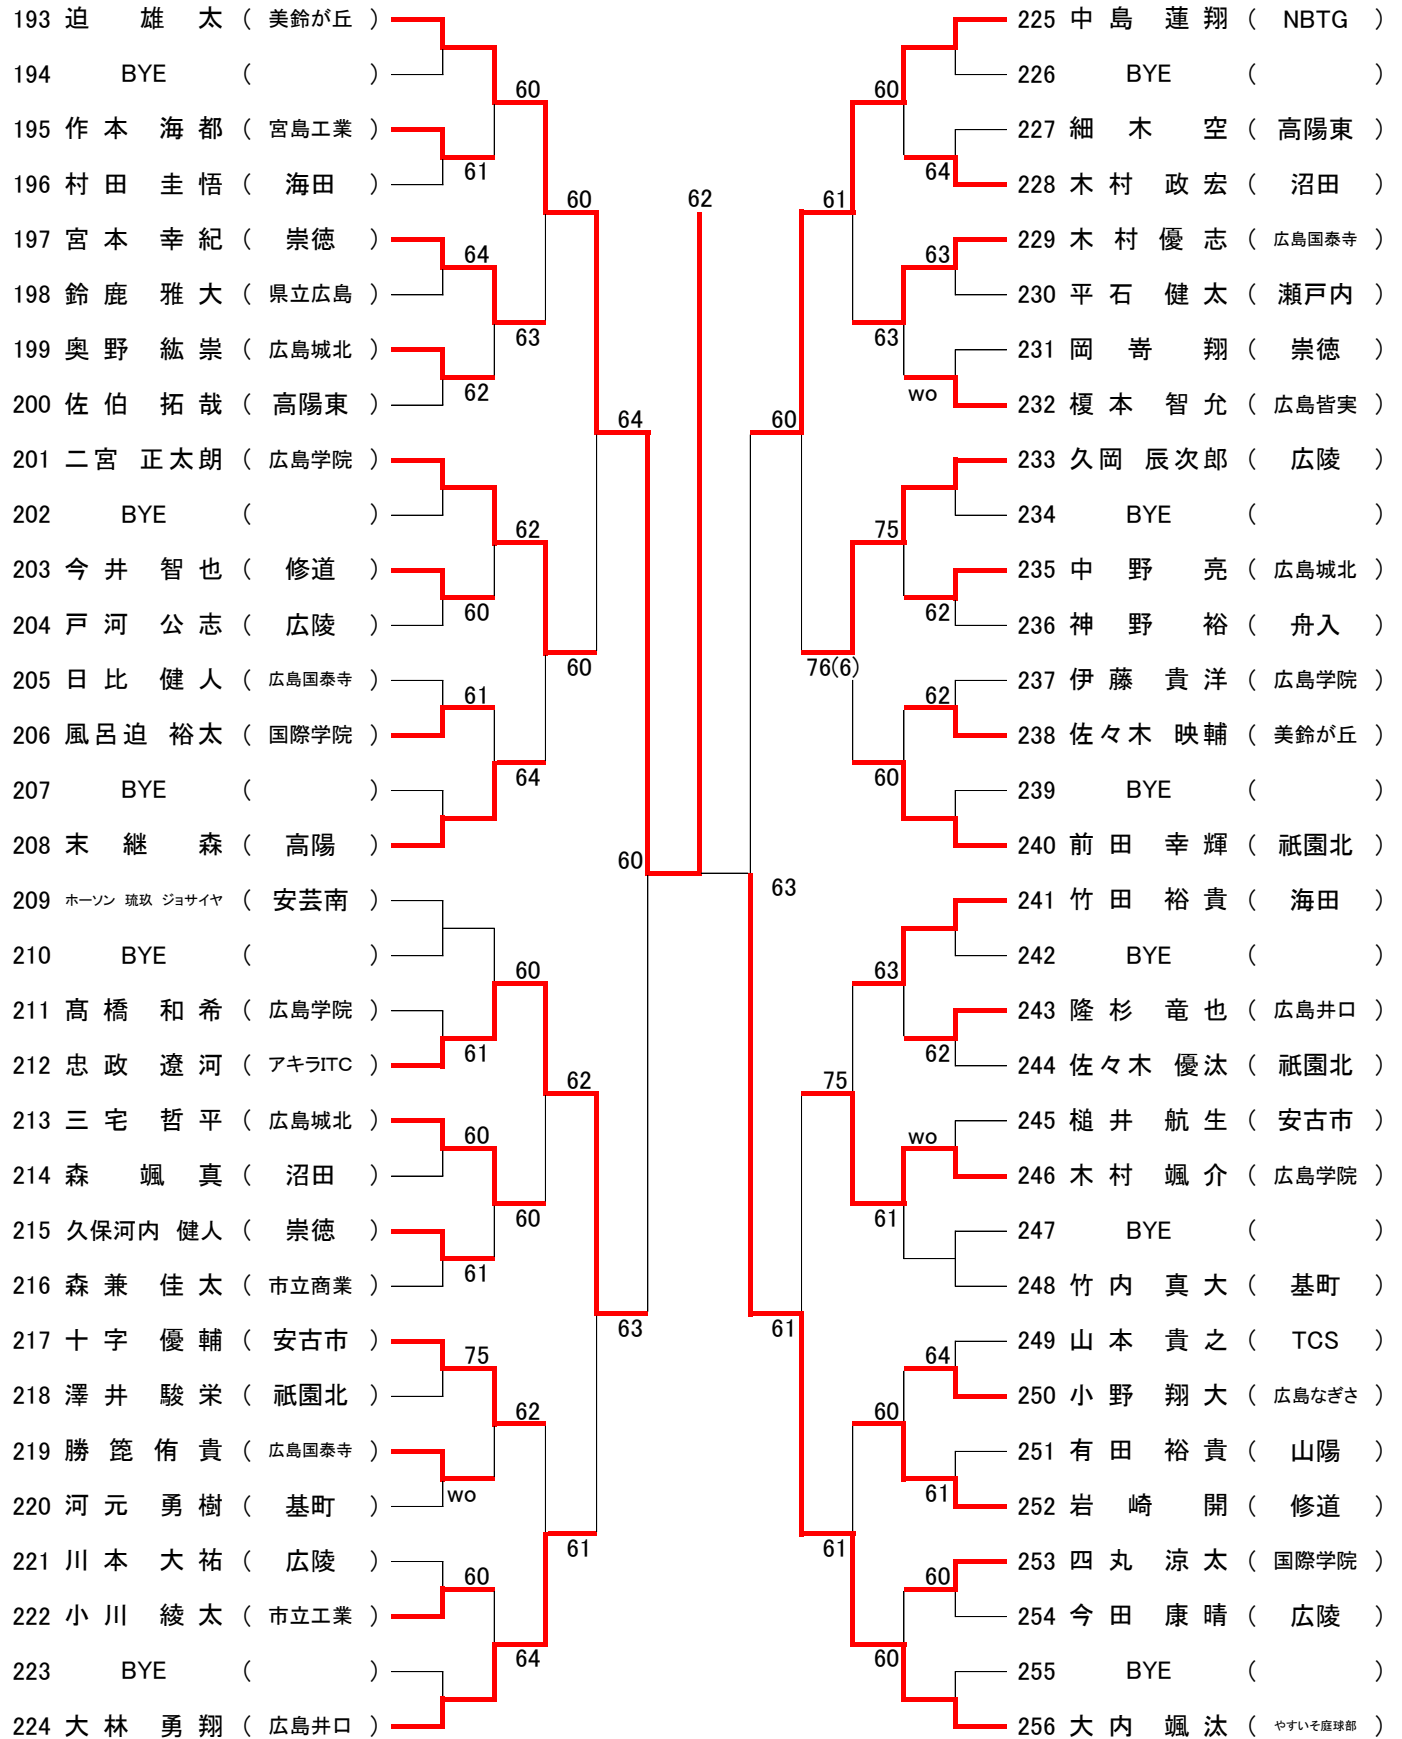 193 迫 雄 太 ( 美鈴が丘 )
194 BYE ( )
60
195 作 本 海 都 ( 宮島工業 )
61
196 村 田 圭 悟 ( 海田 )
60
197 宮 本 幸 紀 ( 崇徳 )
64
198 鈴 鹿 雅 大 ( 県立広島 )
63
199 奥 野 紘 崇 ( 広島城北 )
62
200 佐 伯 拓 哉 ( 高陽東 )
64
201 二 宮 正 太 朗 ( 広島学院 )
202 BYE ( )
62
203 今 井 智 也 ( 修道 )
60
204 戸 河 公 志 ( 広陵 )
60
205 日 比 健 人 ( 広島国泰寺 )
61
206 風 呂 迫 裕 太 ( 国際学院 )
64
207 BYE ( )
208 末 継 森 ( 高陽 )
60
209 ホーソン 琉玖 ジョサイヤ ( 安芸南 )
210 BYE ( )
60
211 髙 橋 和 希 ( 広島学院 )
61
212 忠 政 遼 河 ( アキラITC )
62
213 三 宅 哲 平 ( 広島城北 )
60
214 森 颯 真 ( 沼田 )
60
215 久保河内 健人 ( 崇徳 )
61
216 森 兼 佳 太 ( 市立商業 )
63
217 十 字 優 輔 ( 安古市 )
75
218 澤 井 駿 栄 ( 祇園北 )
62
219 勝 箆 侑 貴 ( 広島国泰寺 )
wo
220 河 元 勇 樹 ( 基町 )
61
221 川 本 大 祐 ( 広陵 )
60
222 小 川 綾 太 ( 市立工業 )
64
223 BYE ( )
224 大 林 勇 翔 ( 広島井口 )
62
63
225 中 島 蓮 翔 ( NBTG )
226 BYE ( )
60
227 細 木 空 ( 高陽東 )
64
228 木 村 政 宏 ( 沼田 )
61
229 木 村 優 志 ( 広島国泰寺 )
63
230 平 石 健 太 ( 瀬戸内 )
63
231 岡 嵜 翔 ( 崇徳 )
wo
232 榎 本 智 允 ( 広島皆実 )
60
233 久 岡 辰 次 郎 ( 広陵 )
234 BYE ( )
75
235 中 野 亮 ( 広島城北 )
62
236 神 野 裕 ( 舟入 )
76(6)
237 伊 藤 貴 洋 ( 広島学院 )
62
238 佐 々 木 映 輔 ( 美鈴が丘 )
60
239 BYE ( )
240 前 田 幸 輝 ( 祇園北 )
241 竹 田 裕 貴 ( 海田 )
242 BYE ( )
63
243 隆 杉 竜 也 ( 広島井口 )
62
244 佐 々 木 優 汰 ( 祇園北 )
75
245 槌 井 航 生 ( 安古市 )
wo
246 木 村 颯 介 ( 広島学院 )
61
247 BYE ( )
248 竹 内 真 大 ( 基町 )
61
249 山 本 貴 之 ( TCS )
64
250 小 野 翔 大 ( 広島なぎさ )
60
251 有 田 裕 貴 ( 山陽 )
61
252 岩 崎 開 ( 修道 )
61
253 四 丸 涼 太 ( 国際学院 )
60
254 今 田 康 晴 ( 広陵 )
60
255 BYE ( )
256 大 内 颯 汰 ( やすいそ庭球部 )